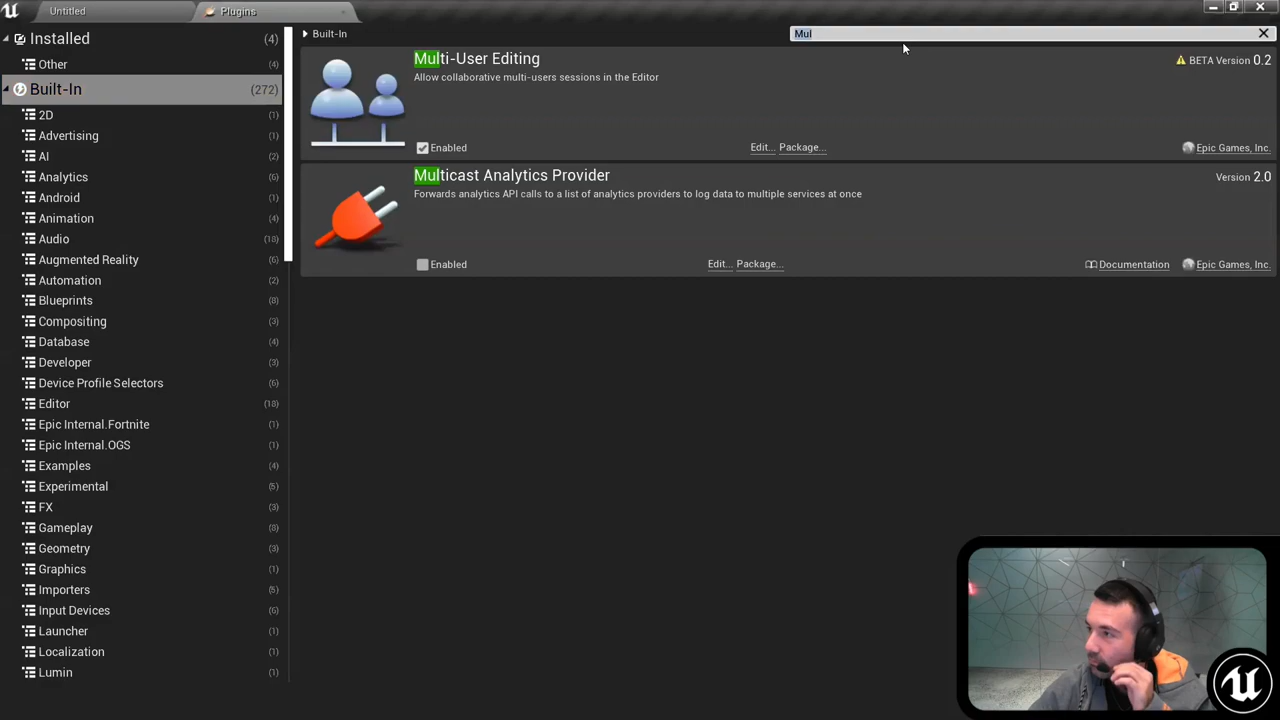 Untitled
Plugins
Installed (4)
Other (4)
Built-In (272)
2D (1)
Advertising (1)
AI (2)
Analytics (6)
Android (1)
Animation (4)
Audio (18)
Augmented Reality (6)
Automation (2)
Blueprints (8)
Compositing (3)
Database (4)
Developer (3)
Device Profile Selectors (6)
Editor (18)
Epic Internal.Fortnite (1)
Epic Internal.OGS (1)
Examples (4)
Experimental (5)
FX (3)
Gameplay (8)
Geometry (3)
Graphics (1)
Importers (5)
Input Devices (6)
Launcher (1)
Localization (1)
Lumin (1)
Built-In
Mul
Multi-User Editing
BETA Version 0.2
Allow collaborative multi-users sessions in the Editor
Enabled
Edit... Package...
Epic Games, Inc.
Multicast Analytics Provider
Version 2.0
Forwards analytics API calls to a list of analytics providers to log data to multiple services at once
Enabled
Edit... Package...
Documentation
Epic Games, Inc.